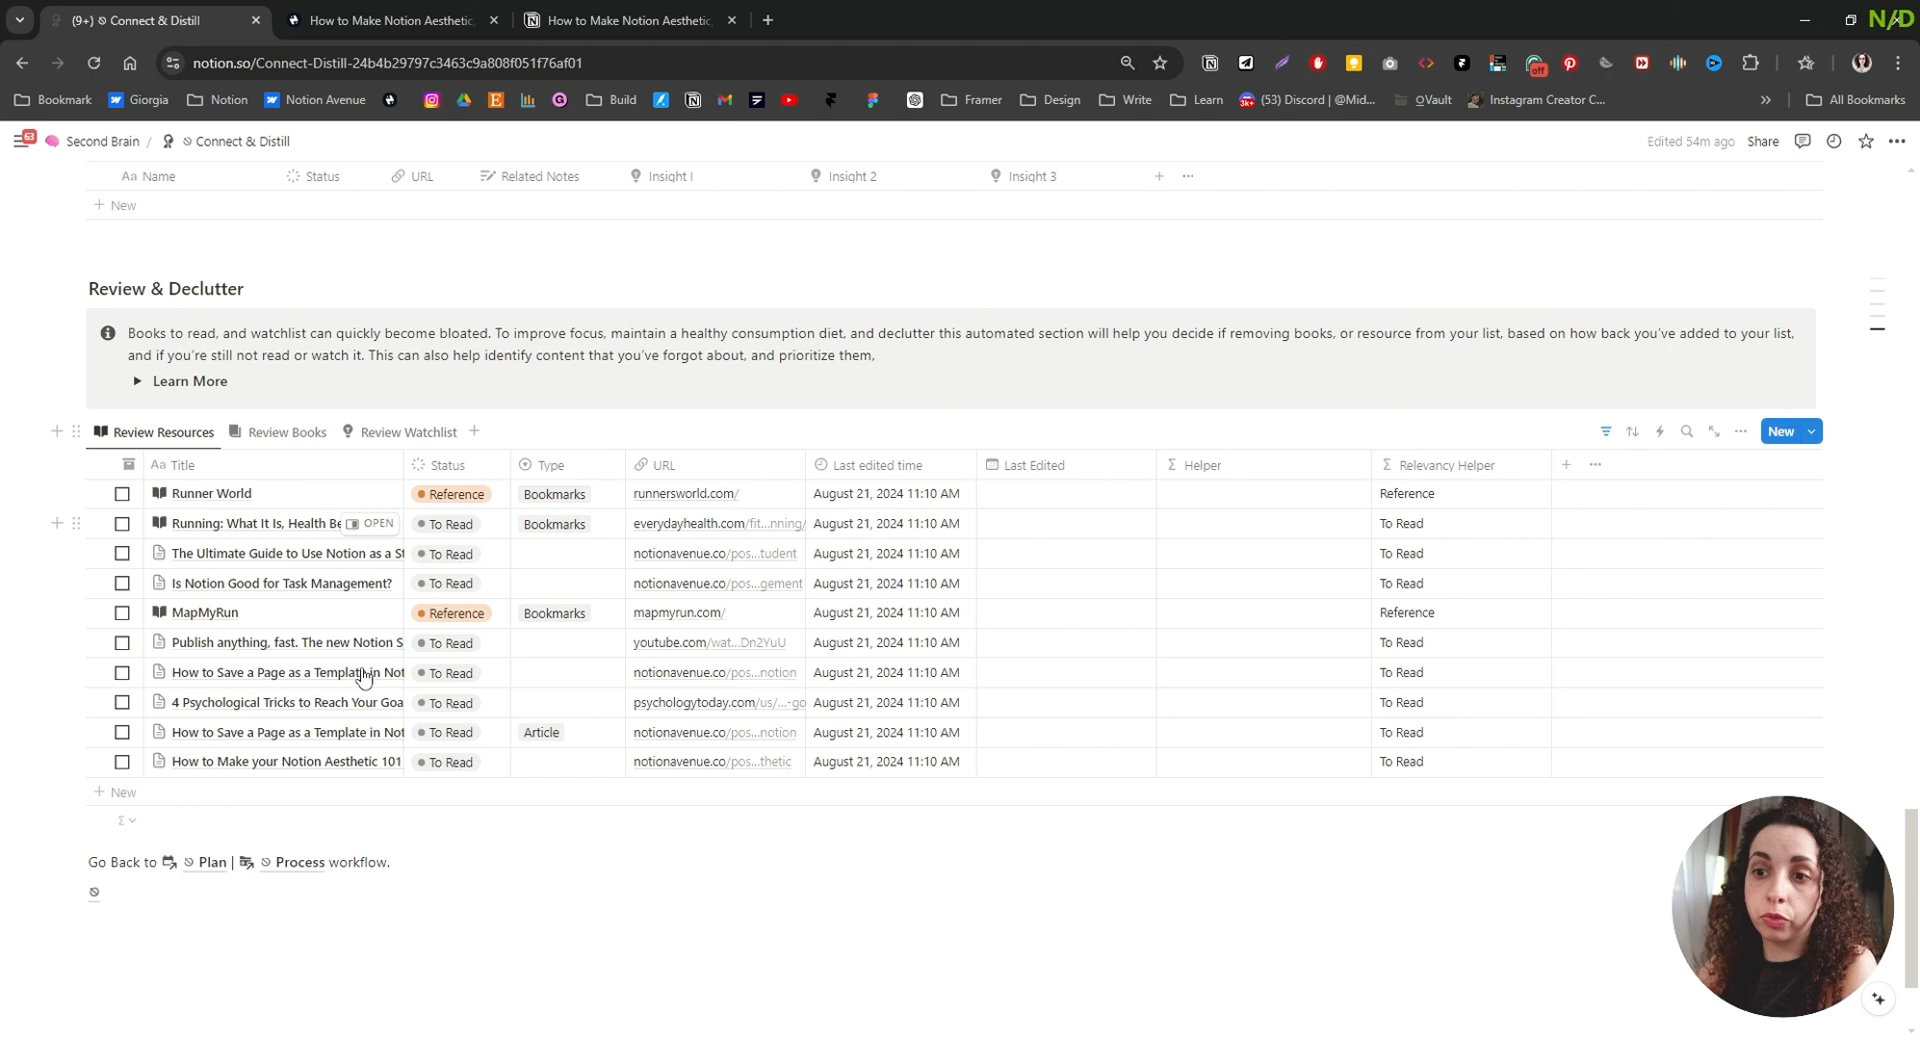 (9+) Connect & Distill
How to Make Notion Aesthetic
How to Make Notion Aesthetic
N/D
notion.so/Connect-Distill-24b4b29797c3463c9a808f051f76af01
off
Bookmark Giorgia Notion Notion Avenue Build Framer Design Write Learn (53) Discord | @Mid... QVault Instagram Creator C... All Bookmarks
63 Second Brain / Connect & Distill Edited 54m ago Share
Aa Name Status URL Related Notes Insight 1 Insight 2 Insight 3
+ New
Review & Declutter
Books to read, and watchlist can quickly become bloated. To improve focus, maintain a healthy consumption diet, and declutter this automated section will help you decide if removing books, or resource from your list, based on how back you've added to your list,
and if you're still not read or watch it. This can also help identify content that you've forgot about, and prioritize them,
Learn More
Review Resources Review Books Review Watchlist + New
Aa Title Status Type URL Last edited time Last Edited Σ Helper Σ Relevancy Helper
Runner World Reference Bookmarks runnersworld.com/ August 21, 2024 11:10 AM Reference
Running: What It Is, Health Be OPEN To Read Bookmarks everydayhealth.com/fit...nning/ August 21, 2024 11:10 AM To Read
The Ultimate Guide to Use Notion as a St To Read notionavenue.co/pos...tudent August 21, 2024 11:10 AM To Read
Is Notion Good for Task Management? To Read notionavenue.co/pos...gement August 21, 2024 11:10 AM To Read
MapMyRun Reference Bookmarks mapmyrun.com/ August 21, 2024 11:10 AM Reference
Publish anything, fast. The new Notion S To Read youtube.com/wat...Dn2YuU August 21, 2024 11:10 AM To Read
How to Save a Page as a Template in Not To Read notionavenue.co/pos...notion August 21, 2024 11:10 AM To Read
4 Psychological Tricks to Reach Your Goa To Read psychologytoday.com/us/...-go August 21, 2024 11:10 AM To Read
How to Save a Page as a Template in Not To Read Article notionavenue.co/pos...notion August 21, 2024 11:10 AM To Read
How to Make your Notion Aesthetic 101 To Read notionavenue.co/pos...thetic August 21, 2024 11:10 AM To Read
+ New
Σ
Go Back to Plan | Process workflow.